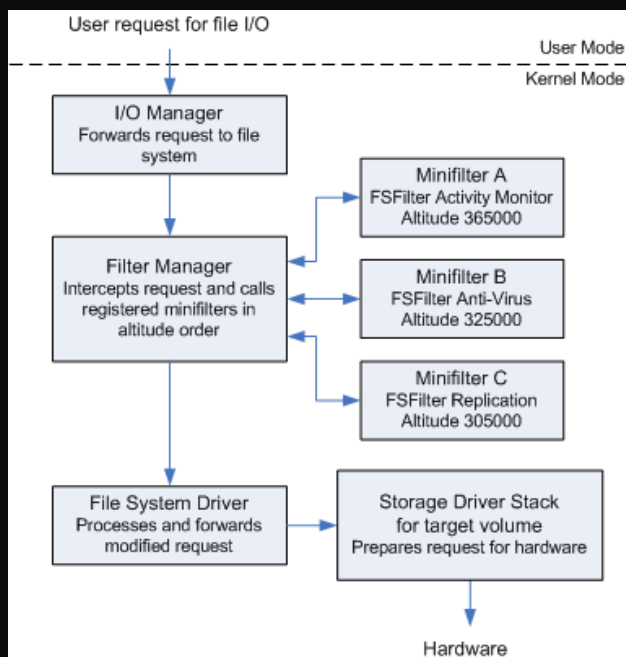 User request for file I/O
User Mode
Kernel Mode
I/O Manager
Forwards request to file
system
Minifilter A
FSFilter Activity Monitor
Altitude 365000
Filter Manager
Intercepts request and calls
registered minifilters in
altitude order
Minifilter B
FSFilter Anti-Virus
Altitude 325000
Minifilter C
FSFilter Replication
Altitude 305000
File System Driver
Processes and forwards
modified request
Storage Driver Stack
for target volume
Prepares request for hardware
Hardware